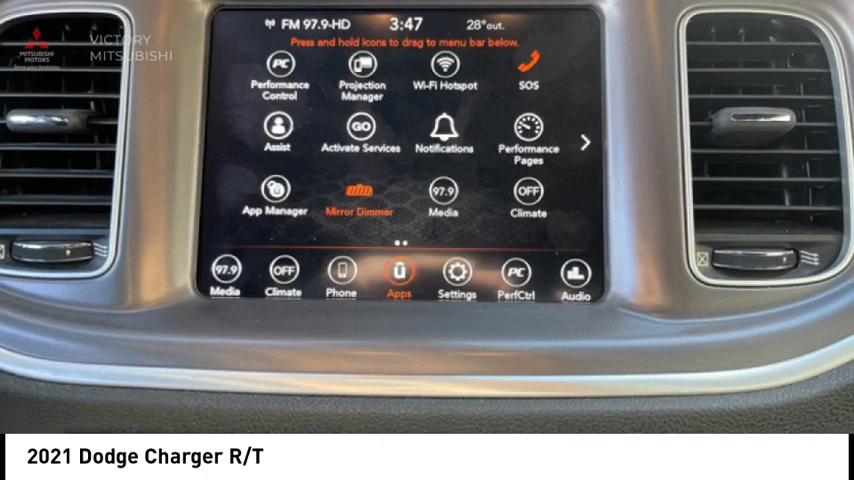 FM 97.9-HD 3:47 28°out.
Press and hold icons to drag to menu bar below.
MITSUBISHI
MOTORS
Drive your Ambition
VICTORY
MITSUBISHI
PC
Performance
Control
Projection
Manager
Wi-Fi Hotspot
SOS
Assist
GO
Activate Services
Notifications
Performance
Pages
App Manager
Mirror Dimmer
97.9
Media
OFF
Climate
97.9
Media
OFF
Climate
Phone
ū
Apps
Settings
PC
PerfCtrl
Audio
2021 Dodge Charger R/T